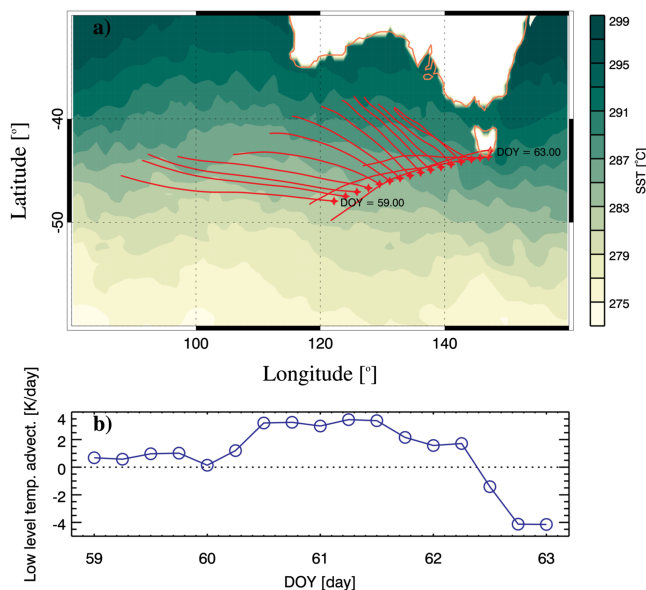 a)
299
295
291
287
283
279
275
SST [°C]
-40
-50
Latitude [°]
DOY = 63.00
DOY = 59.00
100
120
140
Longitude [°]
b)
Low level temp. advect. [K/day]
4
2
0
-2
-4
59
60
61
62
63
DOY [day]